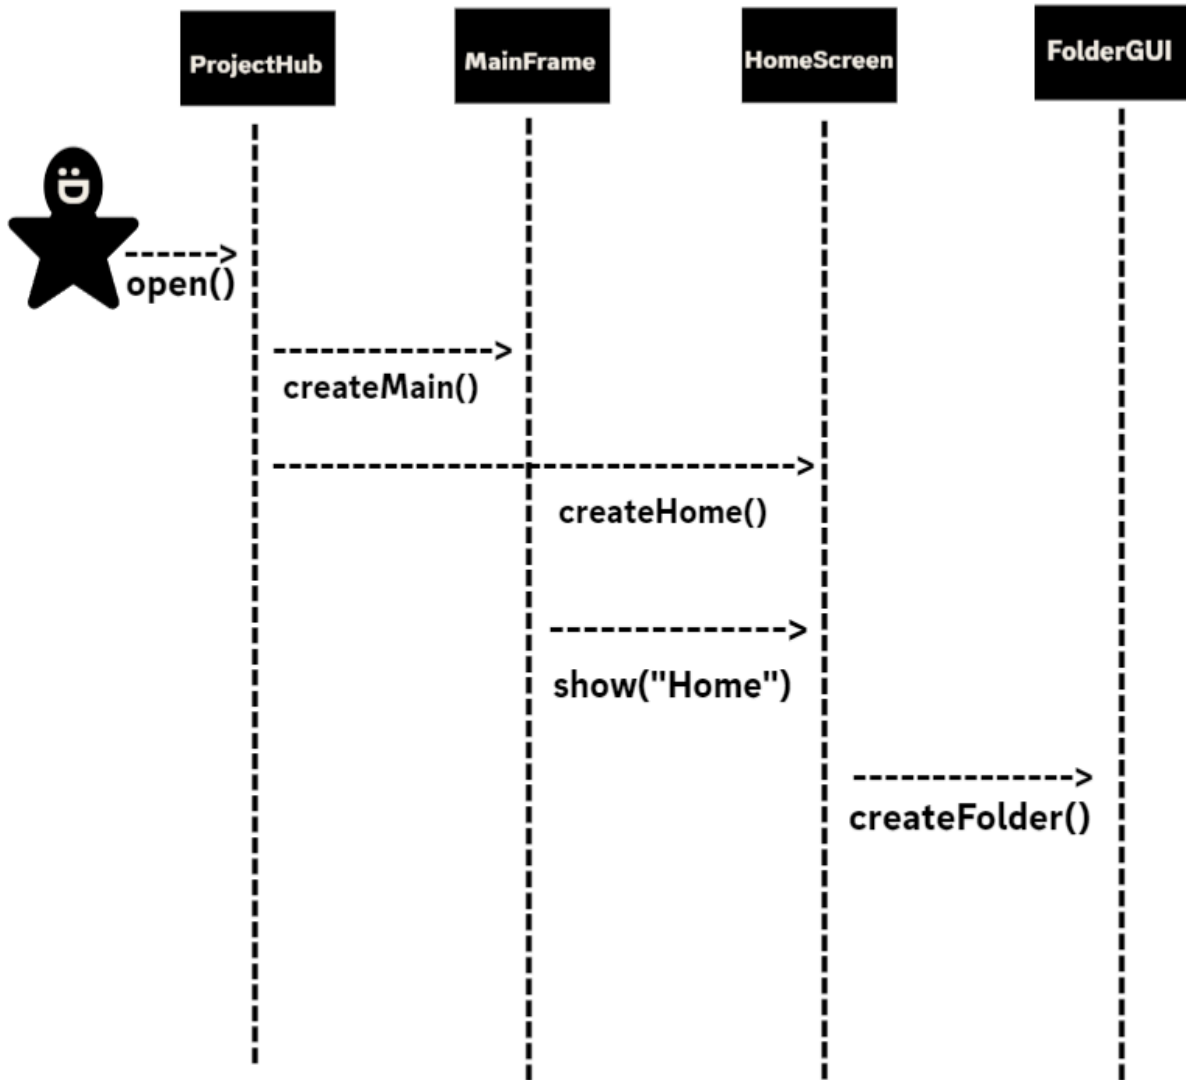 ProjectHub
MainFrame
HomeScreen
FolderGUI
open()
createMain()
createHome()
show("Home")
createFolder()